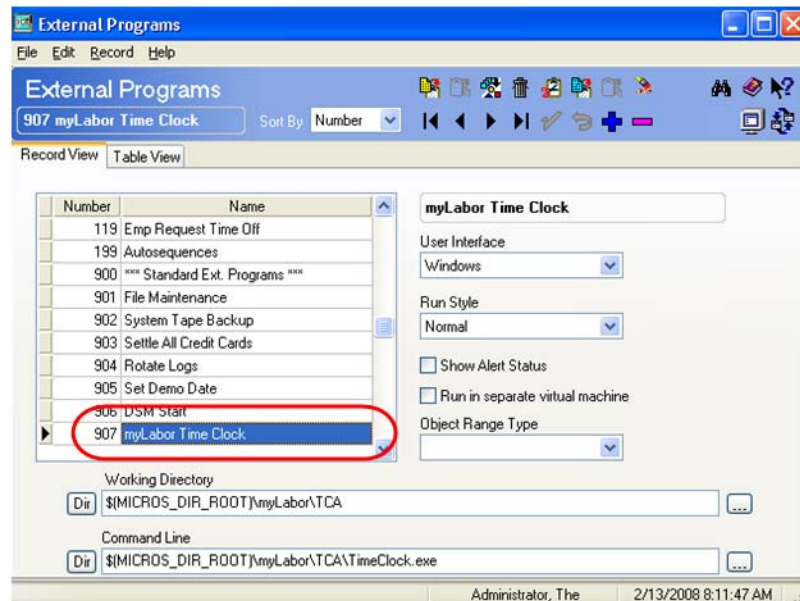 External Programs
File Edit Record Help
External Programs
907 myLabor Time Clock Sort By Number
Record View Table View
Number Name
119 Emp Request Time Off
199 Autosequences
900 *** Standard Ext. Programs ***
901 File Maintenance
902 System Tape Backup
903 Settle All Credit Cards
904 Rotate Logs
905 Set Demo Date
906 DSM Start
907 myLabor Time Clock
myLabor Time Clock
User Interface
Windows
Run Style
Normal
Show Alert Status
Run in separate virtual machine
Object Range Type
Working Directory
Dir $(MICROS_DIR_ROOT)\myLabor\TCA ...
Command Line
Dir $(MICROS_DIR_ROOT)\myLabor\TCA\TimeClock.exe ...
Administrator, The 2/13/2008 8:11:47 AM